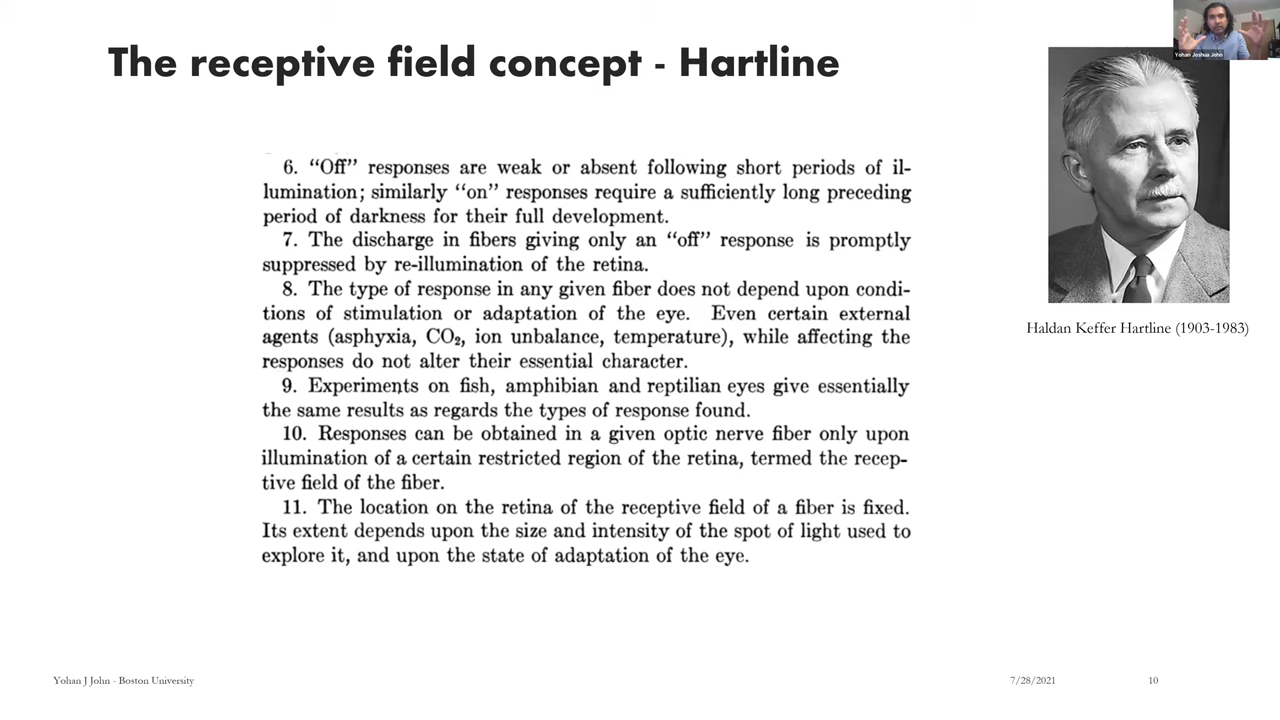 The receptive field concept - Hartline
Yohan Joshua John
6. “Off” responses are weak or absent following short periods of il-
lumination; similarly “on” responses require a sufficiently long preceding
period of darkness for their full development.
7. The discharge in fibers giving only an “off” response is promptly
suppressed by re-illumination of the retina.
8. The type of response in any given fiber does not depend upon condi-
tions of stimulation or adaptation of the eye. Even certain external
agents (asphyxia, CO₂, ion unbalance, temperature), while affecting the
responses do not alter their essential character.
9. Experiments on fish, amphibian and reptilian eyes give essentially
the same results as regards the types of response found.
10. Responses can be obtained in a given optic nerve fiber only upon
illumination of a certain restricted region of the retina, termed the recep-
tive field of the fiber.
11. The location on the retina of the receptive field of a fiber is fixed.
Its extent depends upon the size and intensity of the spot of light used to
explore it, and upon the state of adaptation of the eye.
Haldan Keffer Hartline (1903-1983)
Yohan J John - Boston University
7/28/2021
10